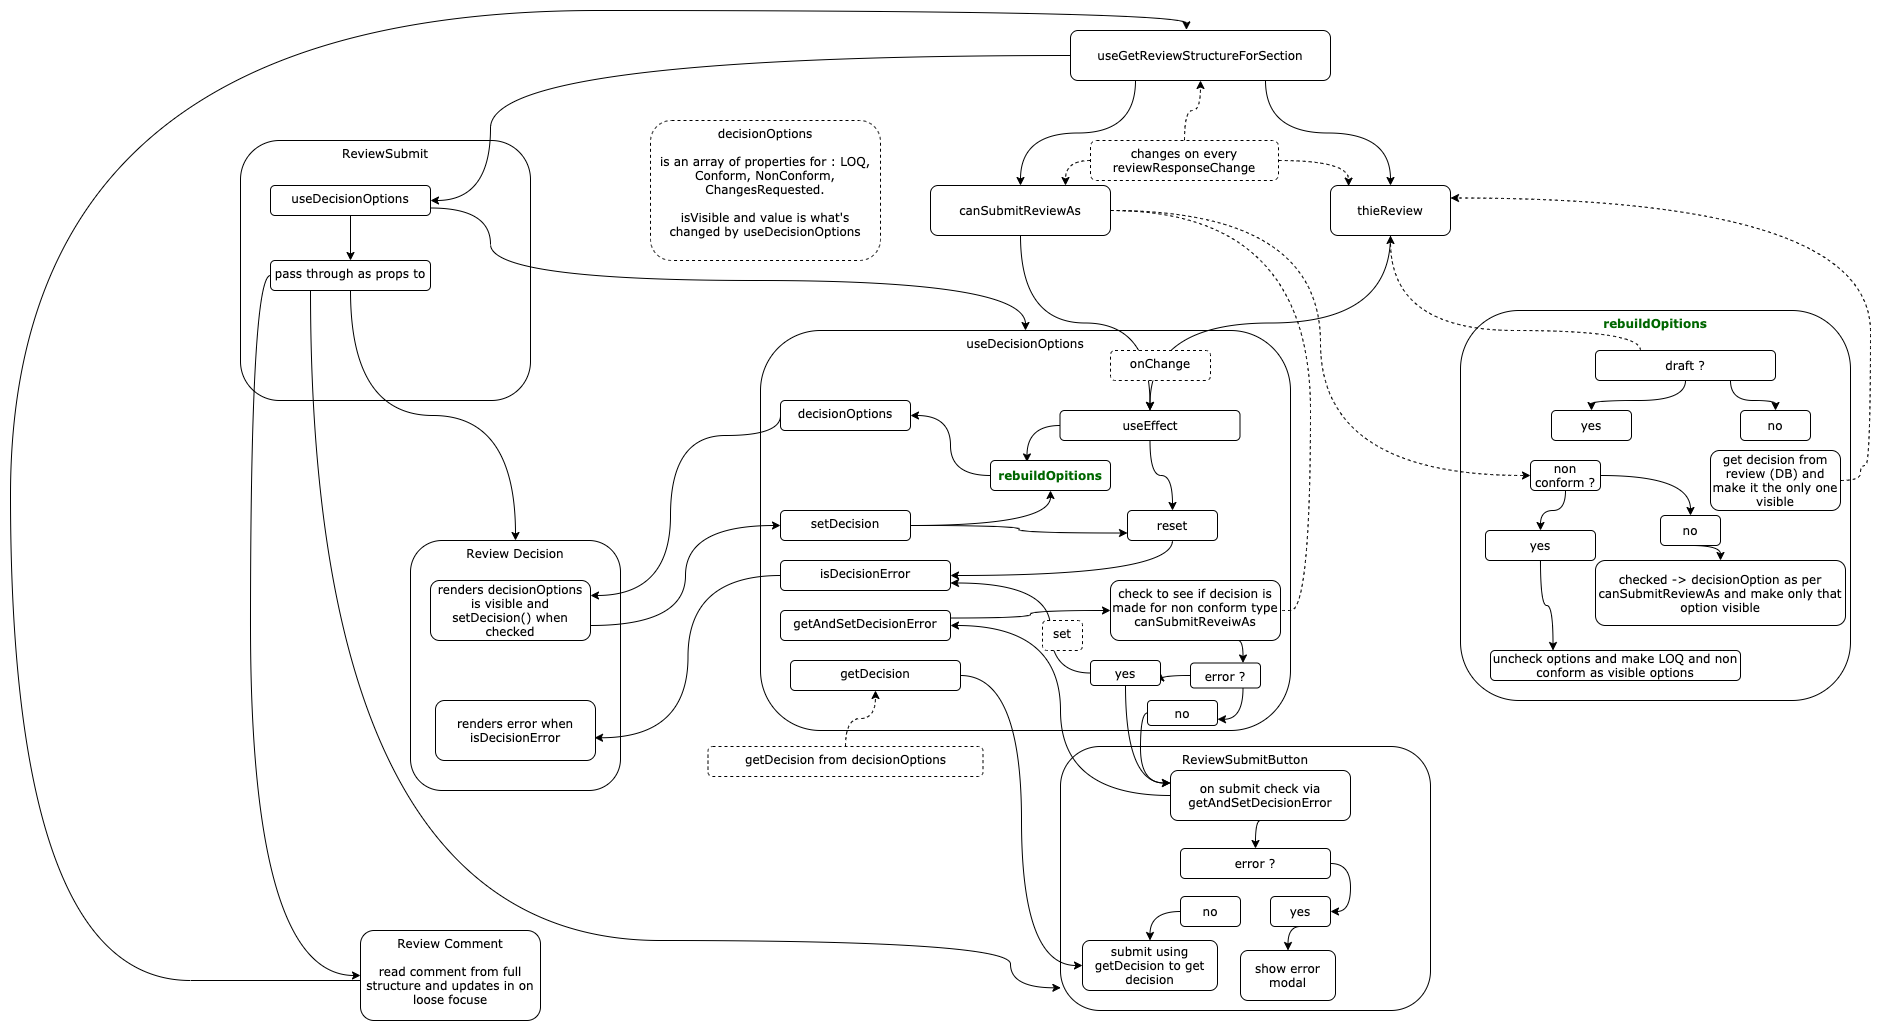 useGetReviewStructureForSection
decisionOptions
is an array of properties for : LOQ,
Conform, NonConform,
ChangesRequested.
isVisible and value is what's
changed by useDecisionOptions
changes on every
reviewResponseChange
ReviewSubmit
useDecisionOptions
pass through as props to
canSubmitReviewAs
thieReview
rebuildOpitions
draft ?
yes
no
non
conform ?
get decision from
review (DB) and
make it the only one
visible
yes
no
checked -> decisionOption as per
canSubmitReviewAs and make only that
option visible
uncheck options and make LOQ and non
conform as visible options
useDecisionOptions
onChange
decisionOptions
useEffect
rebuildOpitions
setDecision
reset
isDecisionError
check to see if decision is
made for non conform type
canSubmitReveiwAs
getAndSetDecisionError
set
getDecision
yes
error ?
no
getDecision from decisionOptions
Review Decision
renders decisionOptions
is visible and
setDecision() when
checked
renders error when
isDecisionError
ReviewSubmitButton
on submit check via
getAndSetDecisionError
error ?
no
yes
submit using
getDecision to get
decision
show error
modal
Review Comment
read comment from full
structure and updates in on
loose focuse